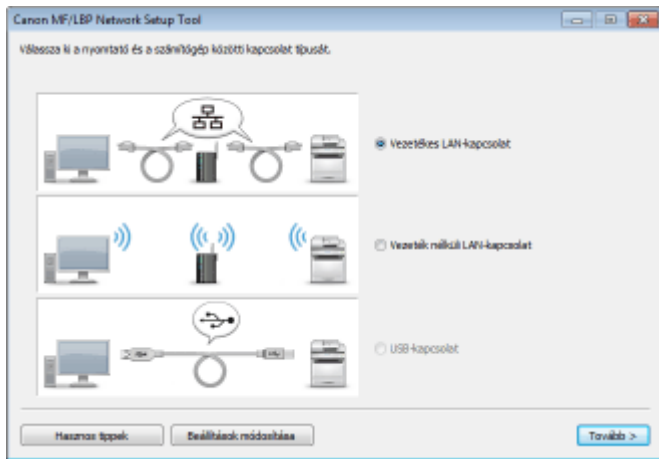 Canon MF/LBP Network Setup Tool
Válassza ki a nyomtató és a számítógép közötti kapcsolat típusát.
Vezetékes LAN-kapcsolat
Vezeték nélküli LAN-kapcsolat
USB-kapcsolat
Hasznos tippek
Beállítások módosítása
Tovább >